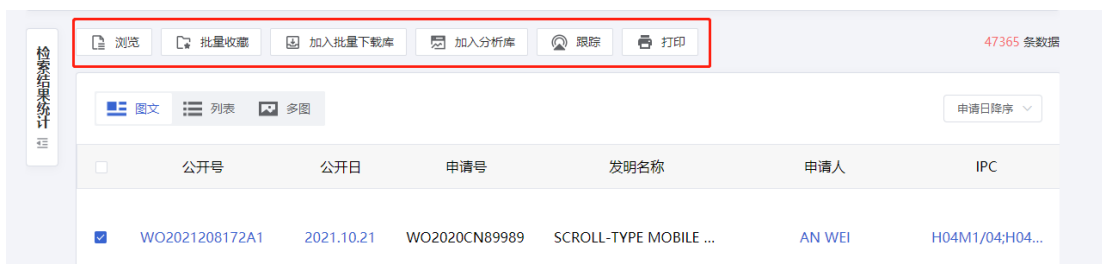 浏览 批量收藏 加入批量下载库 加入分析库 跟踪 打印 47365 条数据
检索结果统计
图文 列表 多图 申请日降序
公开号 公开日 申请号 发明名称 申请人 IPC
WO2021208172A1 2021.10.21 WO2020CN89989 SCROLL-TYPE MOBILE ... AN WEI H04M1/04;H04...